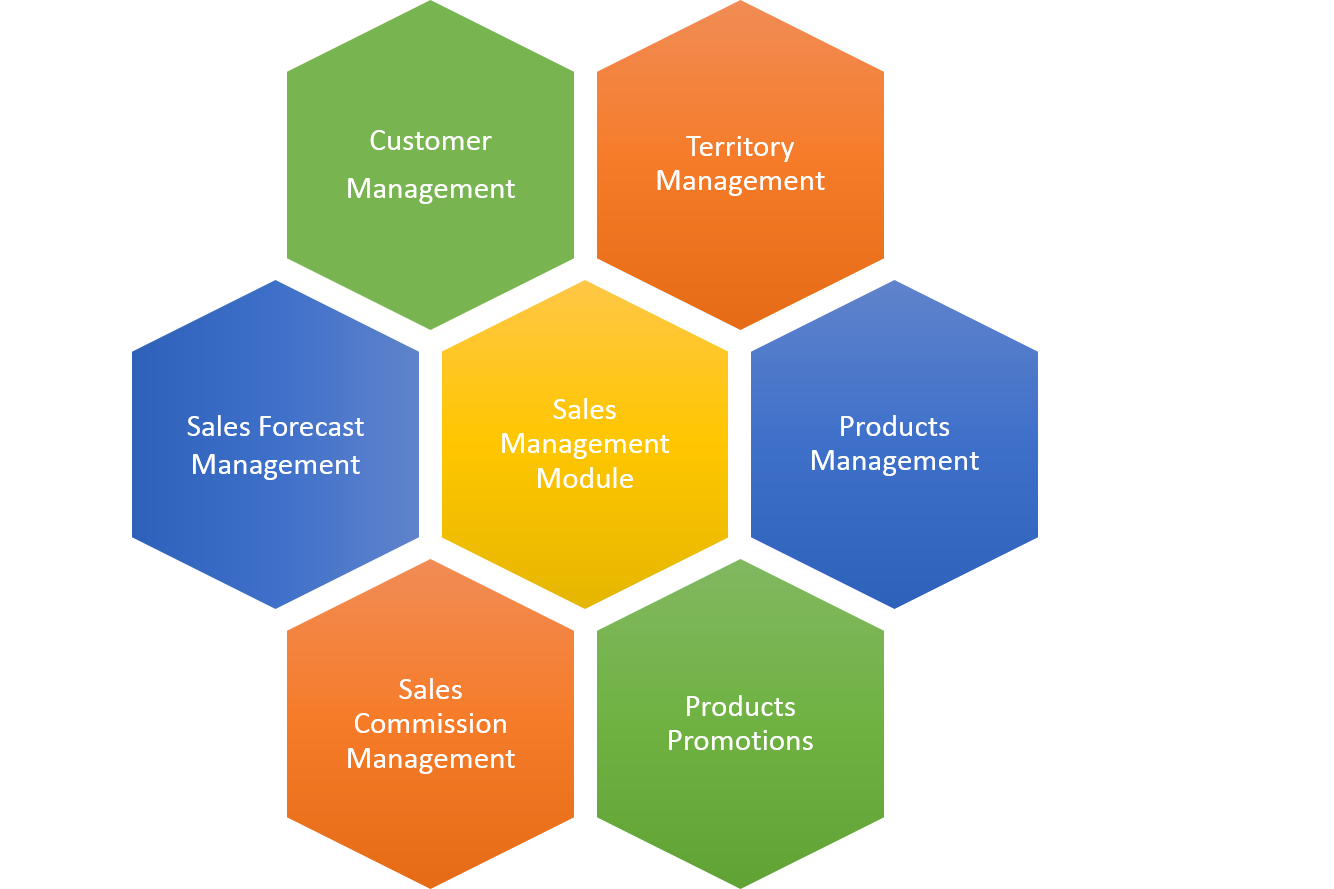 Customer
Management
Territory
Management
Sales Forecast
Management
Sales
Management
Module
Products
Management
Sales
Commission
Management
Products
Promotions